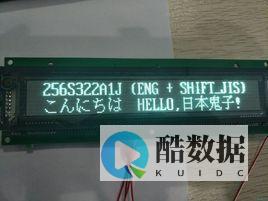 256S322A1J (ENG + SHIFT_JIS)
こんにちは HELLO,日本鬼子!
酷数据
KUIDC